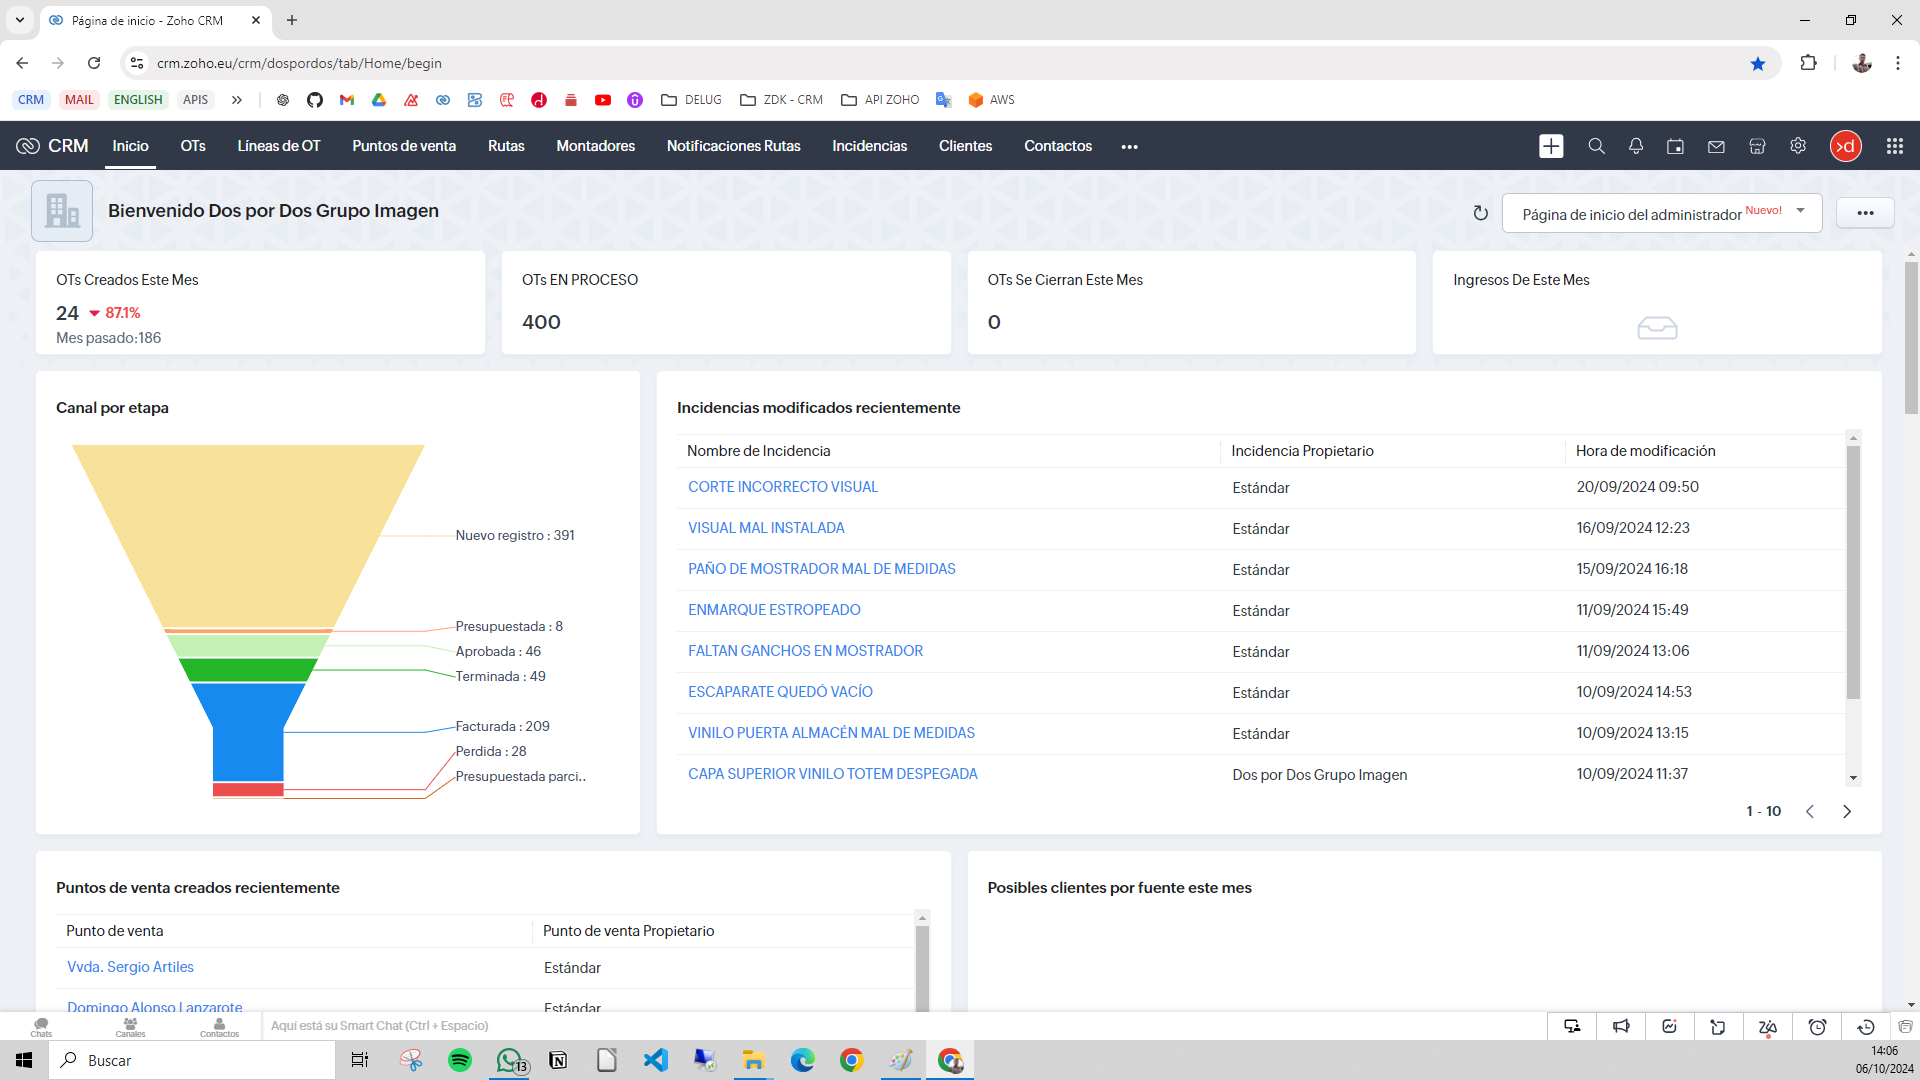 Página de inicio - Zoho CRM
crm.zoho.eu/crm/dospordos/tab/Home/begin
CRM MAIL ENGLISH APIS DELUG ZDK - CRM API ZOHO AWS
CRM Inicio OTs Líneas de OT Puntos de venta Rutas Montadores Notificaciones Rutas Incidencias Clientes Contactos
Bienvenido Dos por Dos Grupo Imagen
Página de inicio del administrador Nuevo!
OTs Creados Este Mes
24 87.1%
Mes pasado:186
OTs EN PROCESO
400
OTs Se Cierran Este Mes
0
Ingresos De Este Mes
Canal por etapa
Nuevo registro : 391
Presupuestada : 8
Aprobada : 46
Terminada : 49
Facturada : 209
Perdida : 28
Presupuestada parci..
Incidencias modificados recientemente
Nombre de Incidencia Incidencia Propietario Hora de modificación
CORTE INCORRECTO VISUAL Estándar 20/09/2024 09:50
VISUAL MAL INSTALADA Estándar 16/09/2024 12:23
PAÑO DE MOSTRADOR MAL DE MEDIDAS Estándar 15/09/2024 16:18
ENMARQUE ESTROPEADO Estándar 11/09/2024 15:49
FALTAN GANCHOS EN MOSTRADOR Estándar 11/09/2024 13:06
ESCAPARATE QUEDÓ VACÍO Estándar 10/09/2024 14:53
VINILO PUERTA ALMACÉN MAL DE MEDIDAS Estándar 10/09/2024 13:15
CAPA SUPERIOR VINILO TOTEM DESPEGADA Dos por Dos Grupo Imagen 10/09/2024 11:37
1 - 10
Puntos de venta creados recientemente
Punto de venta Punto de venta Propietario
Vvda. Sergio Artiles Estándar
Domingo Alonso Lanzarote Estándar
Posibles clientes por fuente este mes
Chats Canales Contactos Aquí está su Smart Chat (Ctrl + Espacio)
Buscar
13
14:06
06/10/2024